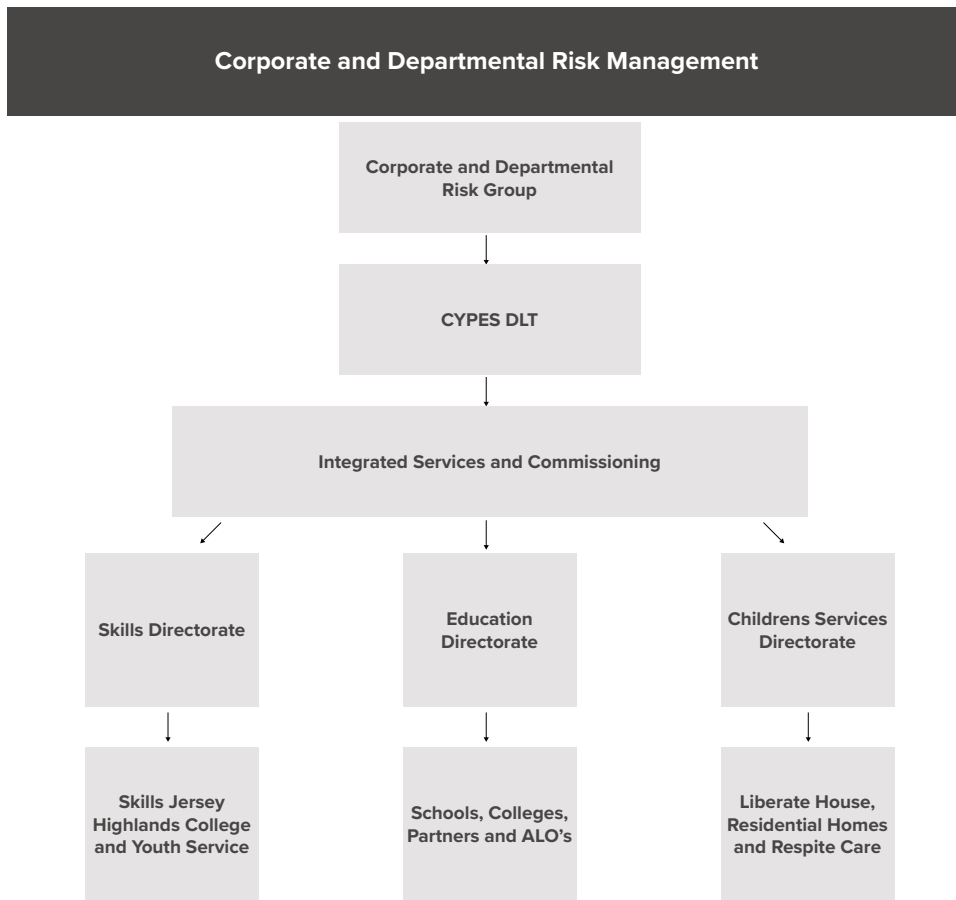 Corporate and Departmental Risk Management
Corporate and Departmental
Risk Group
CYPES DLT
Integrated Services and Commissioning
Skills Directorate
Education
Directorate
Childrens Services
Directorate
Skills Jersey
Highlands College
and Youth Service
Schools, Colleges,
Partners and ALO’s
Liberate House,
Residential Homes
and Respite Care